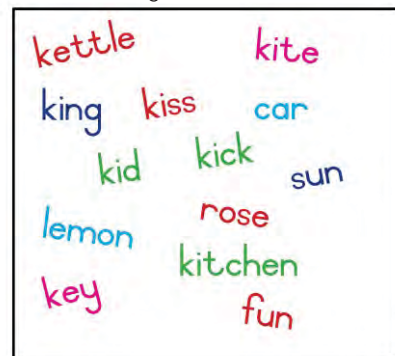 kettle kite
king kiss car
kid kick sun
lemon rose
kitchen
key fun